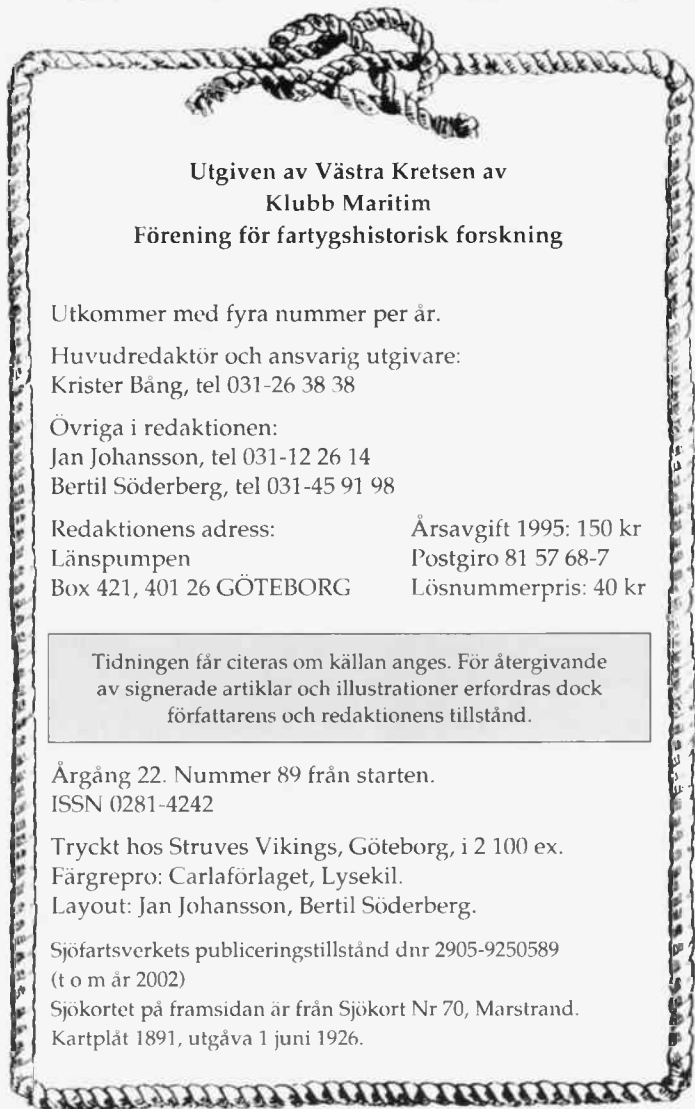 Utgiven av Västra Kretsen av
Klubb Maritim
Förening för fartygshistorisk forskning
Utkommer med fyra nummer per år.
Huvudredaktör och ansvarig utgivare:
Krister Bång, tel 031-26 38 38
Övriga i redaktionen:
Jan Johansson, tel 031-12 26 14
Bertil Söderberg, tel 031-45 91 98
Redaktionens adress:
Länspumpen
Box 421, 401 26 GÖTEBORG
Årsavgift 1995: 150 kr
Postgiro 81 57 68-7
Lösnummerpris: 40 kr
Tidningen får citeras om källan anges. För återgivande
av signerade artiklar och illustrationer erfordras dock
författarens och redaktionens tillstånd.
Årgång 22. Nummer 89 från starten.
ISSN 0281-4242
Tryckt hos Struves Vikings, Göteborg, i 2 100 ex.
Färgrepro: Carlaförlaget, Lysekil.
Layout: Jan Johansson, Bertil Söderberg.
Sjöfartsverkets publiceringstillstånd dnr 2905-9250589
(t o m år 2002)
Sjökortet på framsidan är från Sjökort Nr 70, Marstrand.
Kartplåt 1891, utgåva 1 juni 1926.